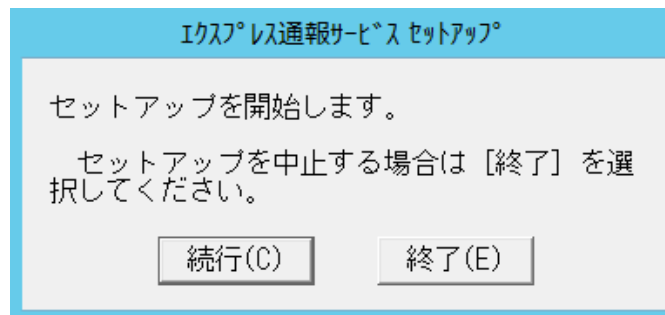 ｴｸｽﾌﾟﾚｽ通報ｻｰﾋﾞｽ ｾｯﾄｱｯﾌﾟ
セットアップを開始します。
　セットアップを中止する場合は［終了］を選
択してください。
続行(C)
終了(E)